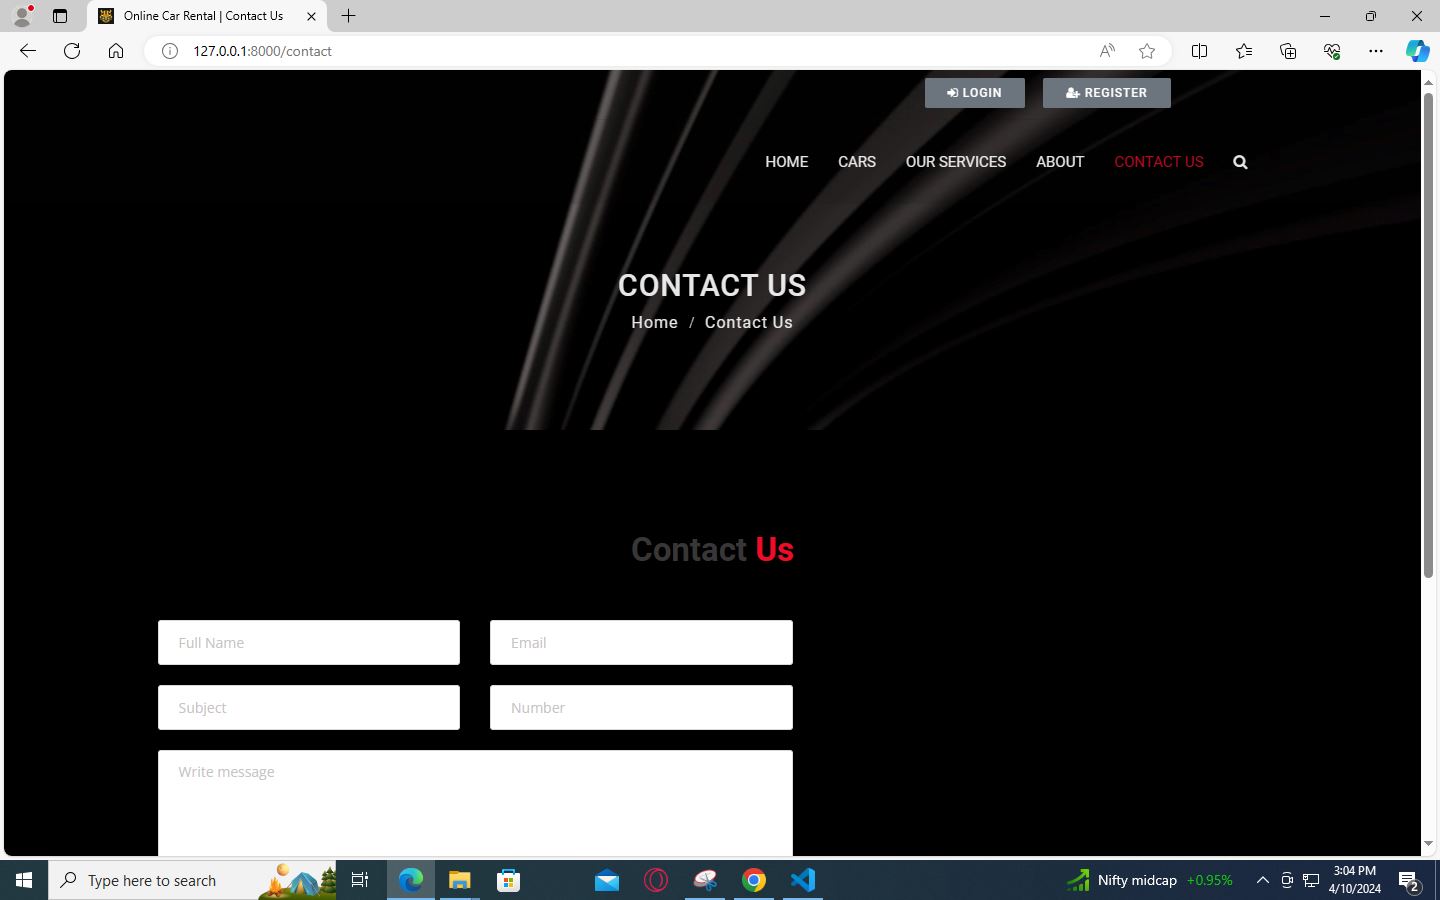 Online Car Rental | Contact Us
127.0.0.1:8000/contact
LOGIN
REGISTER
HOME CARS OUR SERVICES ABOUT CONTACT US
CONTACT US
Home / Contact Us
Contact Us
Full Name Email
Subject Number
Write message
Type here to search
Nifty midcap +0.95%
3:04 PM
4/10/2024
2